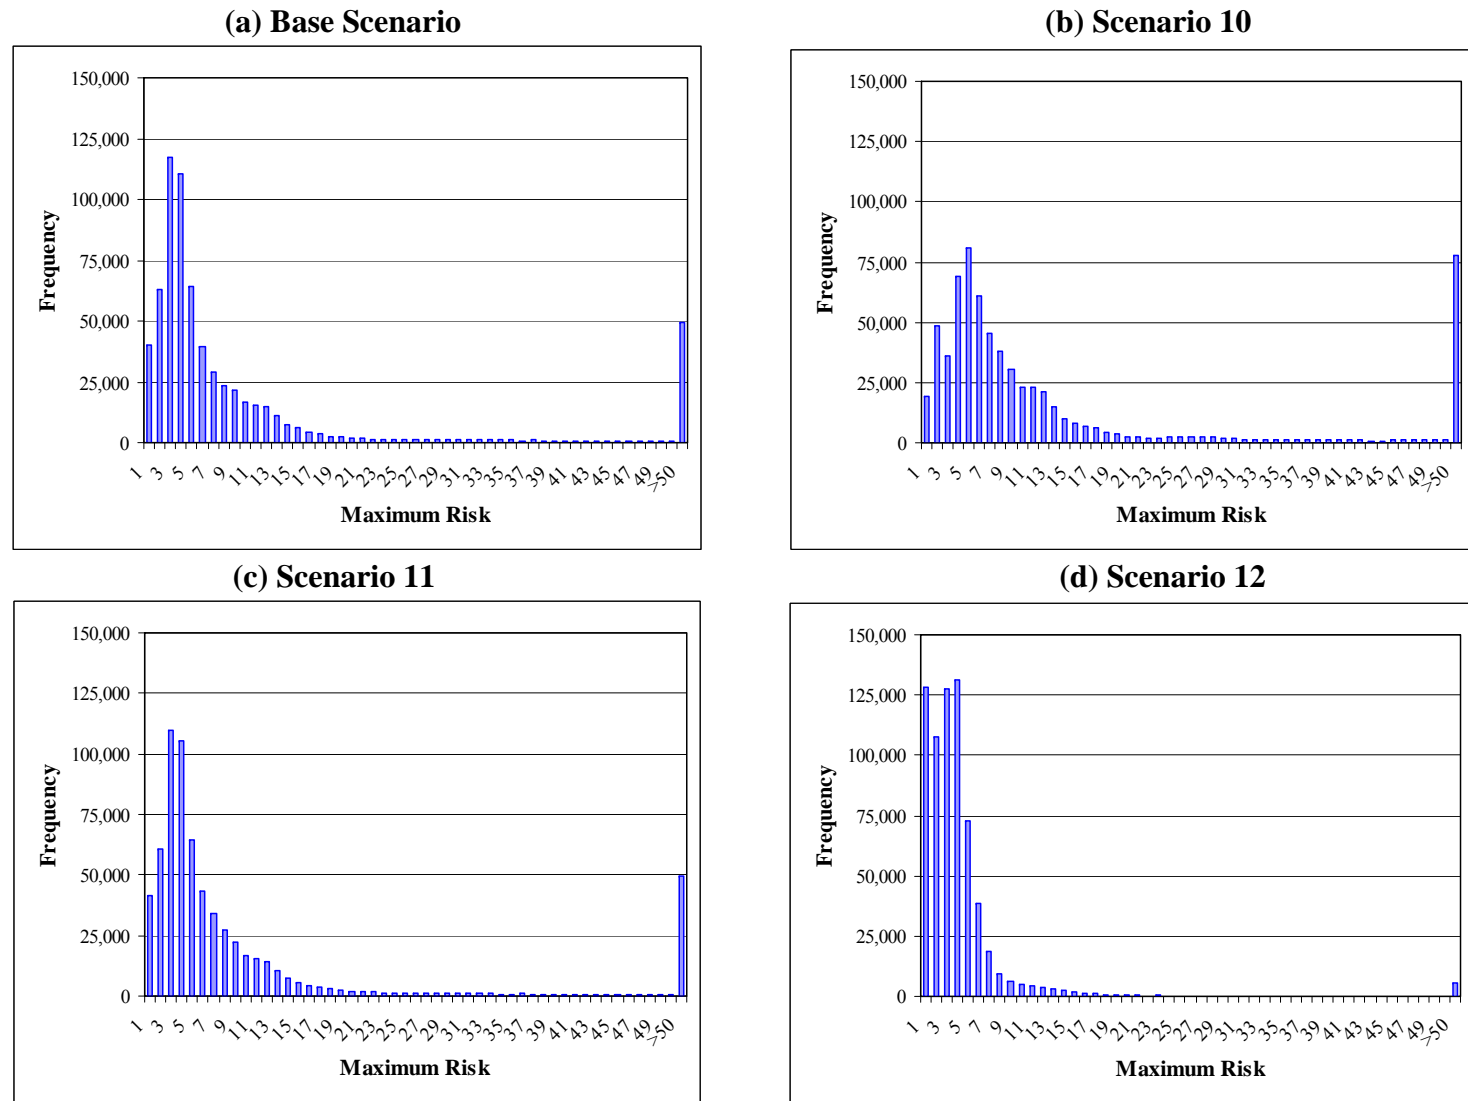 (a) Base Scenario
150,000
125,000
100,000
75,000
50,000
25,000
0
Frequency
1 3 5 7 9 11 13 15 17 19 21 23 25 27 29 31 33 35 37 39 41 43 45 47 49 >50
Maximum Risk
(b) Scenario 10
150,000
125,000
100,000
75,000
50,000
25,000
0
Frequency
1 3 5 7 9 11 13 15 17 19 21 23 25 27 29 31 33 35 37 39 41 43 45 47 49 >50
Maximum Risk
(c) Scenario 11
150,000
125,000
100,000
75,000
50,000
25,000
0
Frequency
1 3 5 7 9 11 13 15 17 19 21 23 25 27 29 31 33 35 37 39 41 43 45 47 49 >50
Maximum Risk
(d) Scenario 12
150,000
125,000
100,000
75,000
50,000
25,000
0
Frequency
1 3 5 7 9 11 13 15 17 19 21 23 25 27 29 31 33 35 37 39 41 43 45 47 49 >50
Maximum Risk